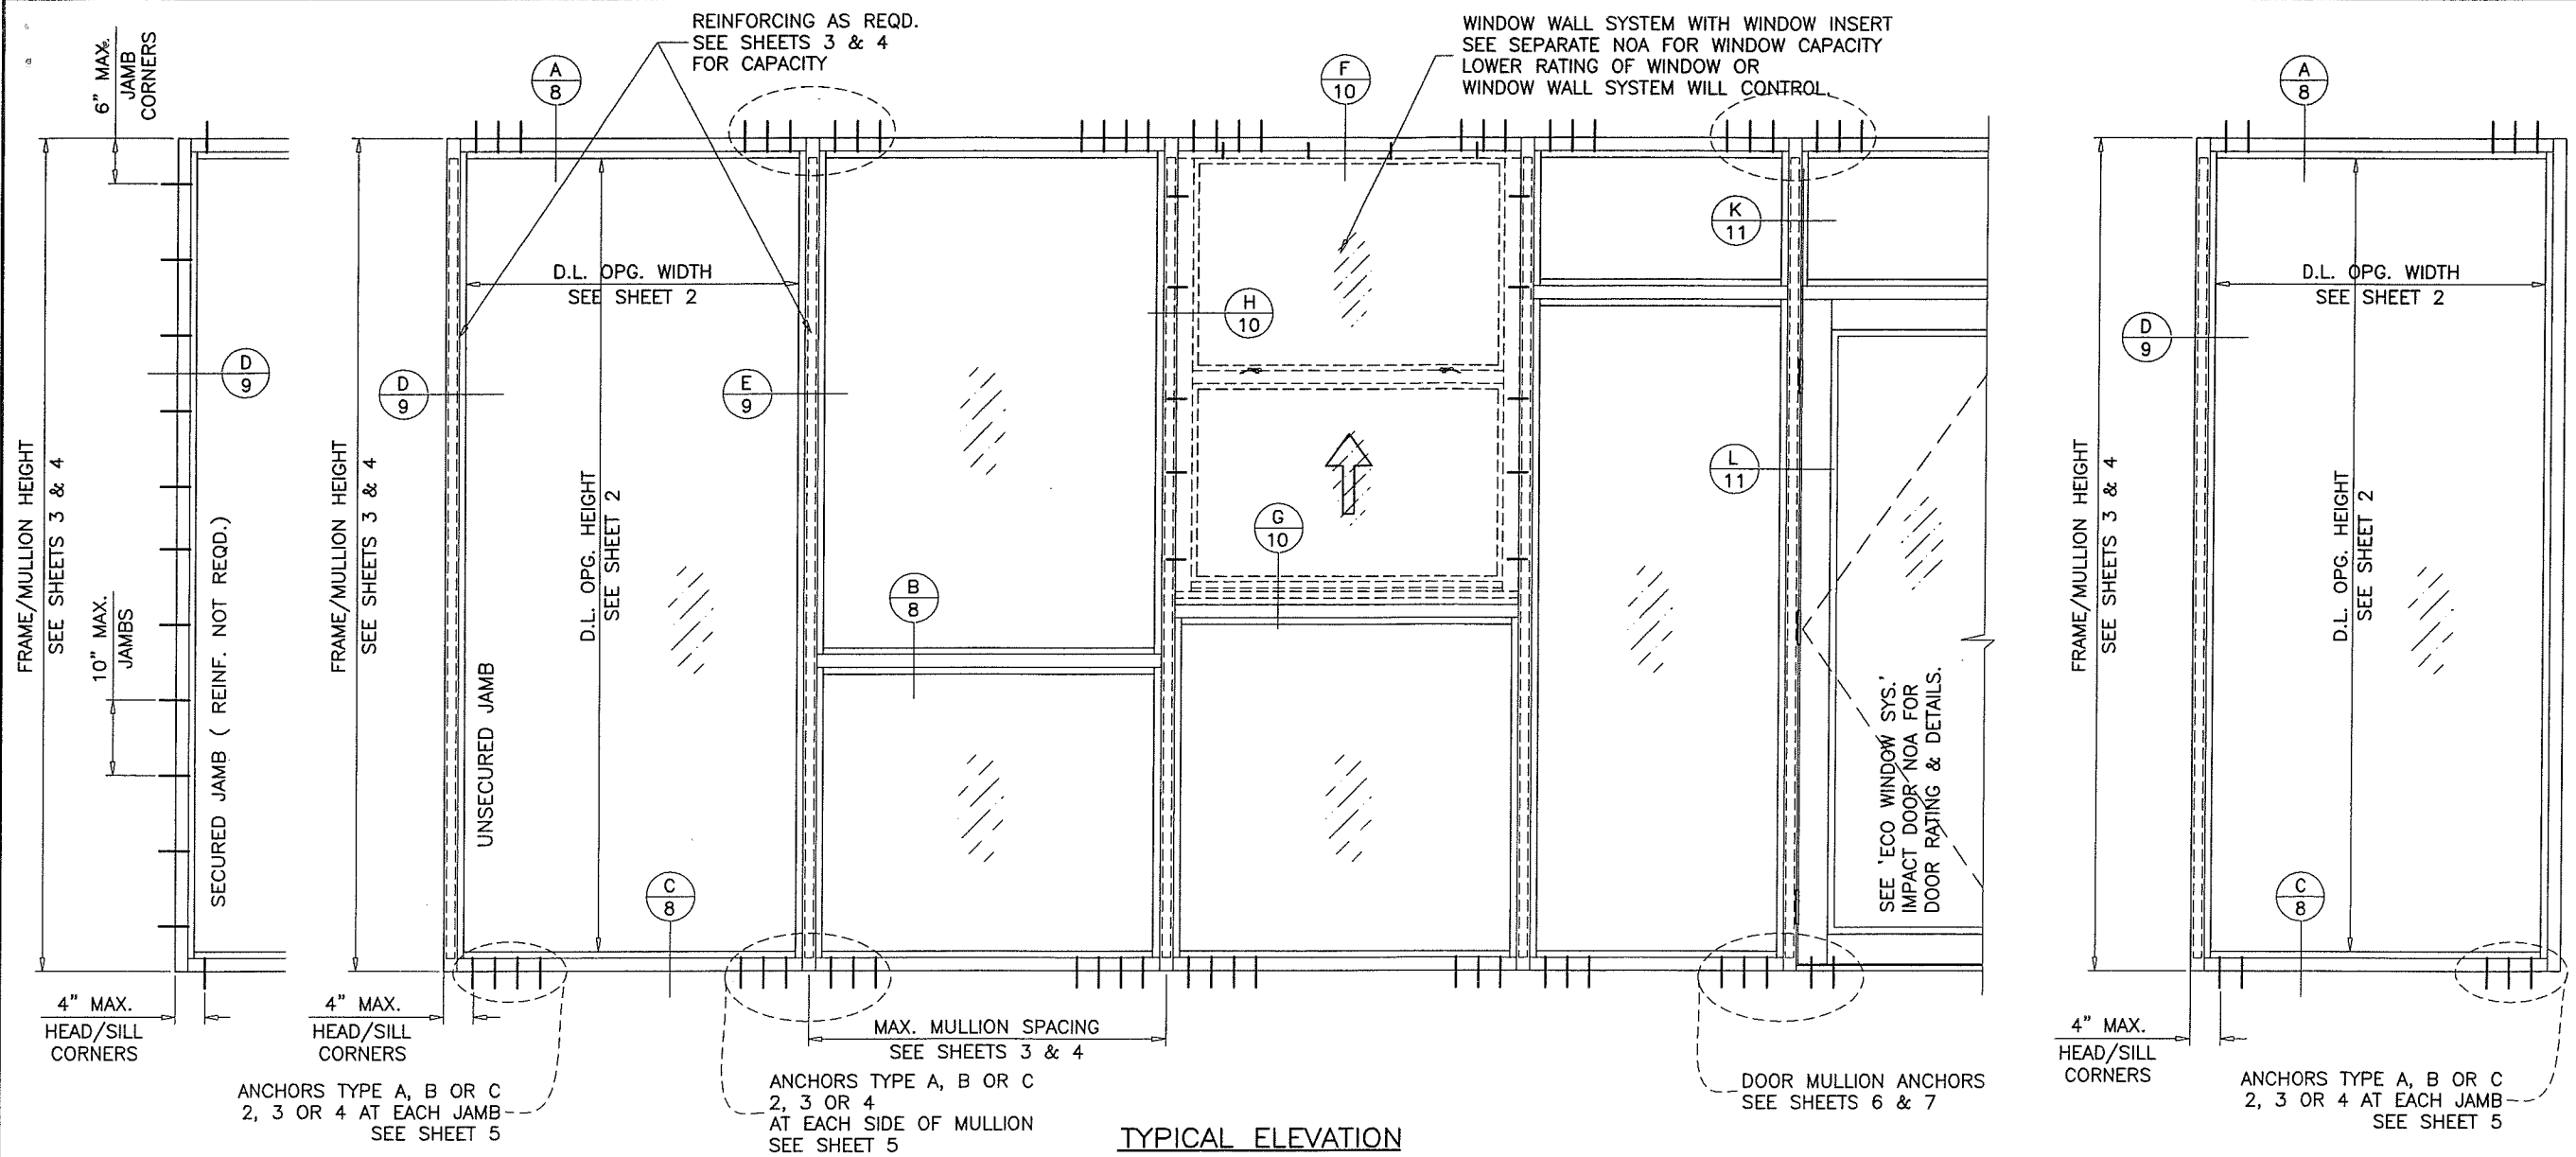 6" MAX.
JAMB
CORNERS
REINFORCING AS REQD.
SEE SHEETS 3 & 4
FOR CAPACITY
WINDOW WALL SYSTEM WITH WINDOW INSERT
SEE SEPARATE NOA FOR WINDOW CAPACITY
LOWER RATING OF WINDOW OR
WINDOW WALL SYSTEM WILL CONTROL.
A
8
F
10
A
8
K
11
D.L. OPG. WIDTH
SEE SHEET 2
D.L. OPG. WIDTH
SEE SHEET 2
H
10
D
9
D
9
D
9
E
9
L
11
G
10
B
8
FRAME/MULLION HEIGHT
SEE SHEETS 3 & 4
10" MAX.
JAMBS
SECURED JAMB ( REINF. NOT REQD.)
FRAME/MULLION HEIGHT
SEE SHEETS 3 & 4
UNSECURED JAMB
D.L. OPG. HEIGHT
SEE SHEET 2
SEE 'ECO WINDOW SYS.'
IMPACT DOOR NOA FOR
DOOR RATING & DETAILS.
FRAME/MULLION HEIGHT
SEE SHEETS 3 & 4
D.L. OPG. HEIGHT
SEE SHEET 2
C
8
C
8
4" MAX.
HEAD/SILL
CORNERS
4" MAX.
HEAD/SILL
CORNERS
MAX. MULLION SPACING
SEE SHEETS 3 & 4
4" MAX.
HEAD/SILL
CORNERS
ANCHORS TYPE A, B OR C
2, 3 OR 4 AT EACH JAMB
SEE SHEET 5
ANCHORS TYPE A, B OR C
2, 3 OR 4
AT EACH SIDE OF MULLION
SEE SHEET 5
DOOR MULLION ANCHORS
SEE SHEETS 6 & 7
ANCHORS TYPE A, B OR C
2, 3 OR 4 AT EACH JAMB
SEE SHEET 5
TYPICAL ELEVATION